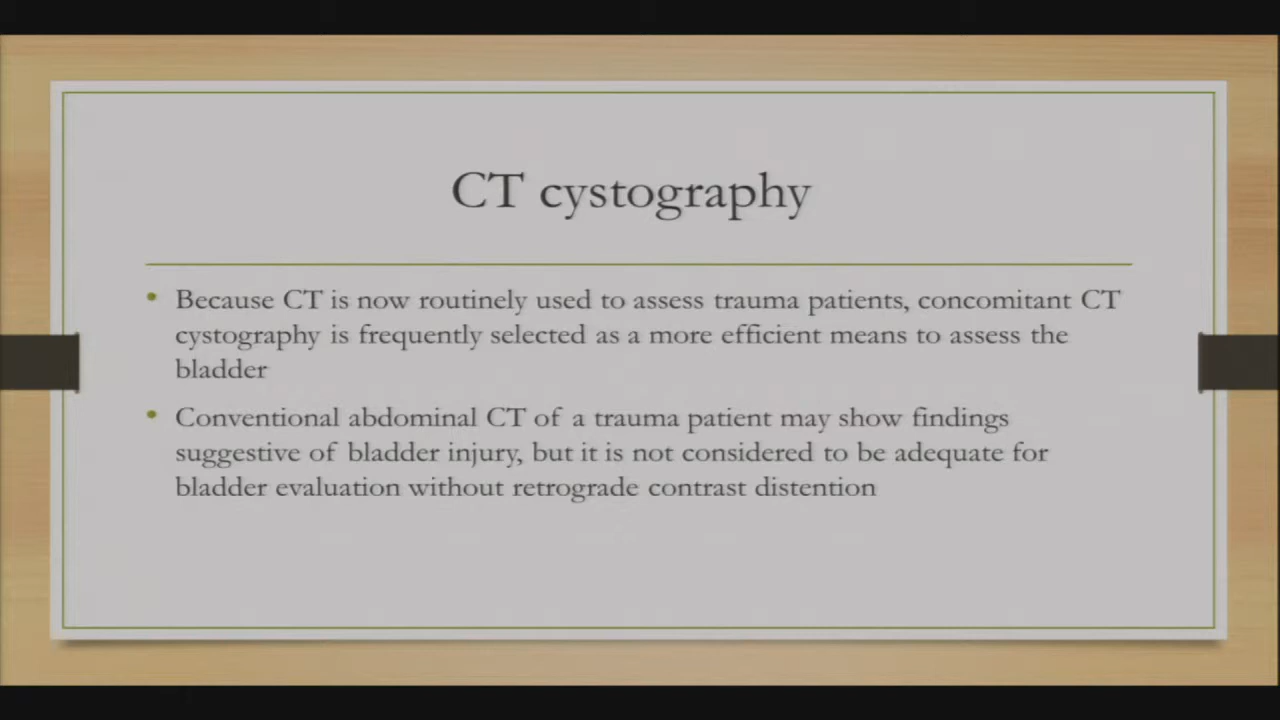 CT cystography
• Because CT is now routinely used to assess trauma patients, concomitant CT
cystography is frequently selected as a more efficient means to assess the
bladder
• Conventional abdominal CT of a trauma patient may show findings
suggestive of bladder injury, but it is not considered to be adequate for
bladder evaluation without retrograde contrast distention